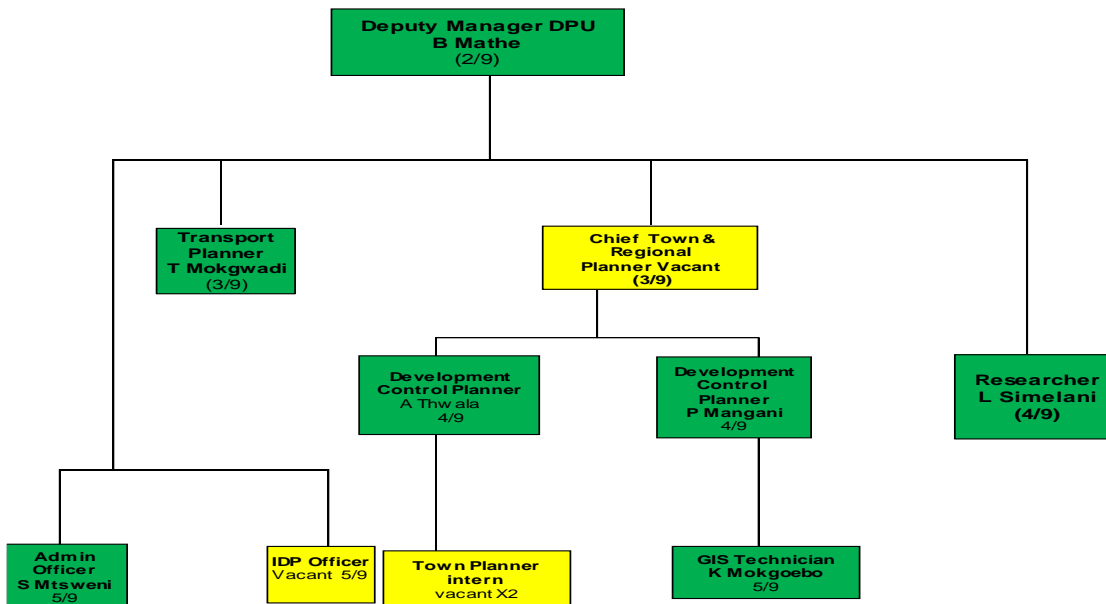 Deputy Manager DPU
B Mathe
(2/9)
Transport
Planner
T Mokgwadi
(3/9)
Chief Town &
Regional
Planner Vacant
(3/9)
Development
Control Planner
A Thwala
4/9
Development
Control
Planner
P Mangani
4/9
Researcher
L Simelani
(4/9)
Admin
Officer
S Mtsweni
5/9
IDP Officer
Vacant 5/9
Town Planner
intern
vacant X2
GIS Technician
K Mokgoebo
5/9